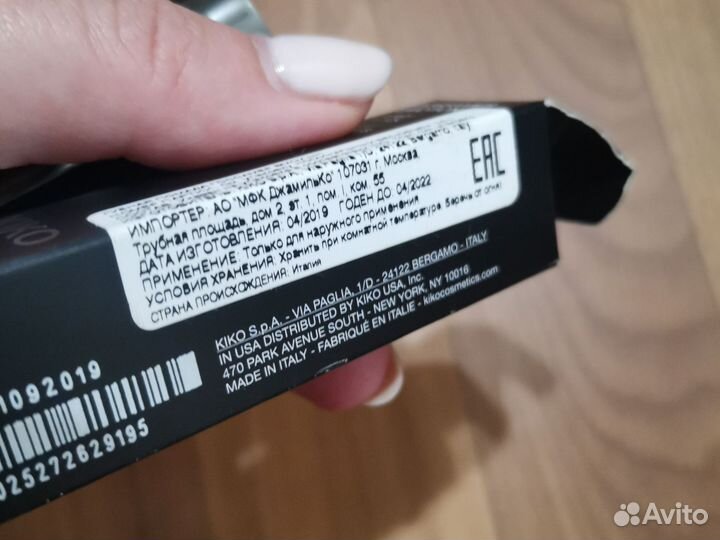 ИМПОРТЕР: АО "МФК ДжамильКо" 107031 г. Москва
Трубная площадь, дом 2 эт. 1, пом. I, ком. 55
ДАТА ИЗГОТОВЛЕНИЯ: 04/2019 ГОДЕН ДО: 04/2022
ПРИМЕНЕНИЕ: Только для наружного применения
УСЛОВИЯ ХРАНЕНИЯ: Хранить при комнатной температуре. Беречь от огня!
СТРАНА ПРОИСХОЖДЕНИЯ: Италия
EAC
KIKO S.p.A. - VIA PAGLIA, 1/D - 24122 BERGAMO - ITALY
IN USA DISTRIBUTED BY KIKO USA, Inc.
470 PARK AVENUE SOUTH - NEW YORK, NY 10016
MADE IN ITALY - FABRIQUÉ EN ITALIE - kikocosmetics.com
1092019
025272629195
Avito